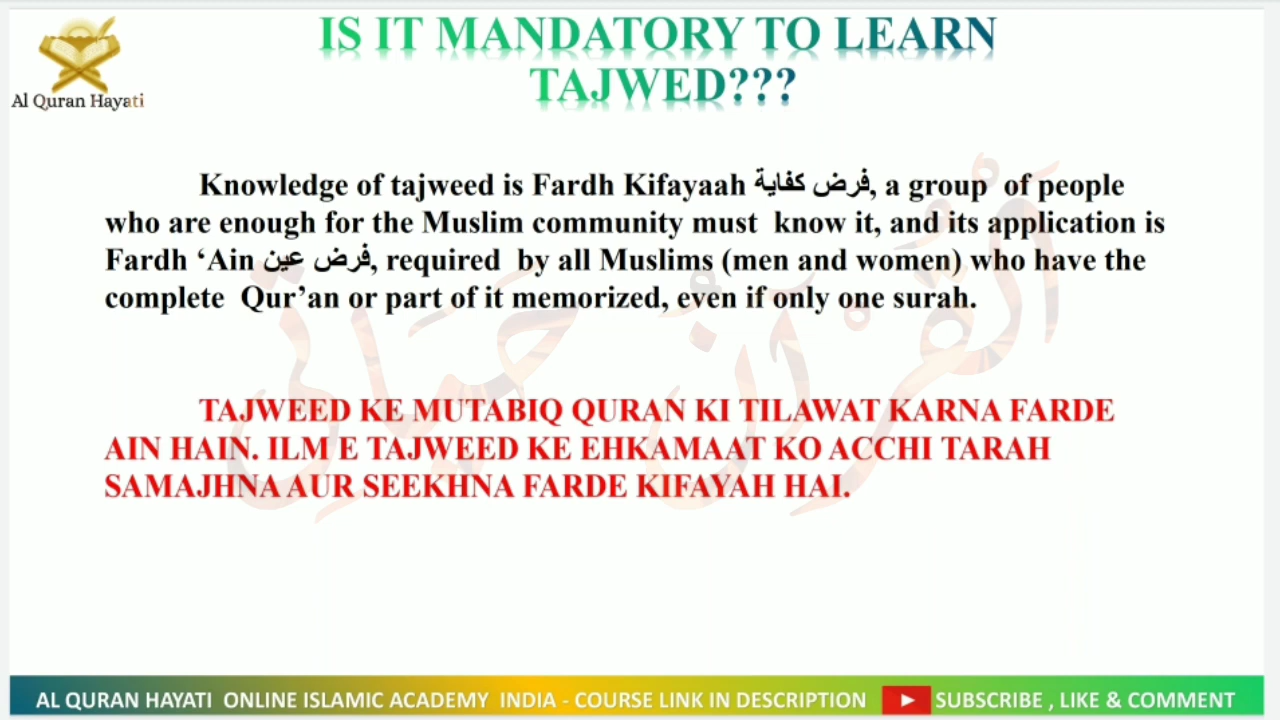 IS IT MANDATORY TO LEARN
TAJWED???
Al Quran Hayati
Knowledge of tajweed is Fardh Kifayaah فرض كفاية, a group of people
who are enough for the Muslim community must know it, and its application is
Fardh ‘Ain فرض عين, required by all Muslims (men and women) who have the
complete Qur’an or part of it memorized, even if only one surah.
القرآن حياتي
TAJWEED KE MUTABIQ QURAN KI TILAWAT KARNA FARDE
AIN HAIN. ILM E TAJWEED KE EHKAMAAT KO ACCHI TARAH
SAMAJHNA AUR SEEKHNA FARDE KIFAYAH HAI.
AL QURAN HAYATI ONLINE ISLAMIC ACADEMY INDIA - COURSE LINK IN DESCRIPTION SUBSCRIBE , LIKE & COMMENT